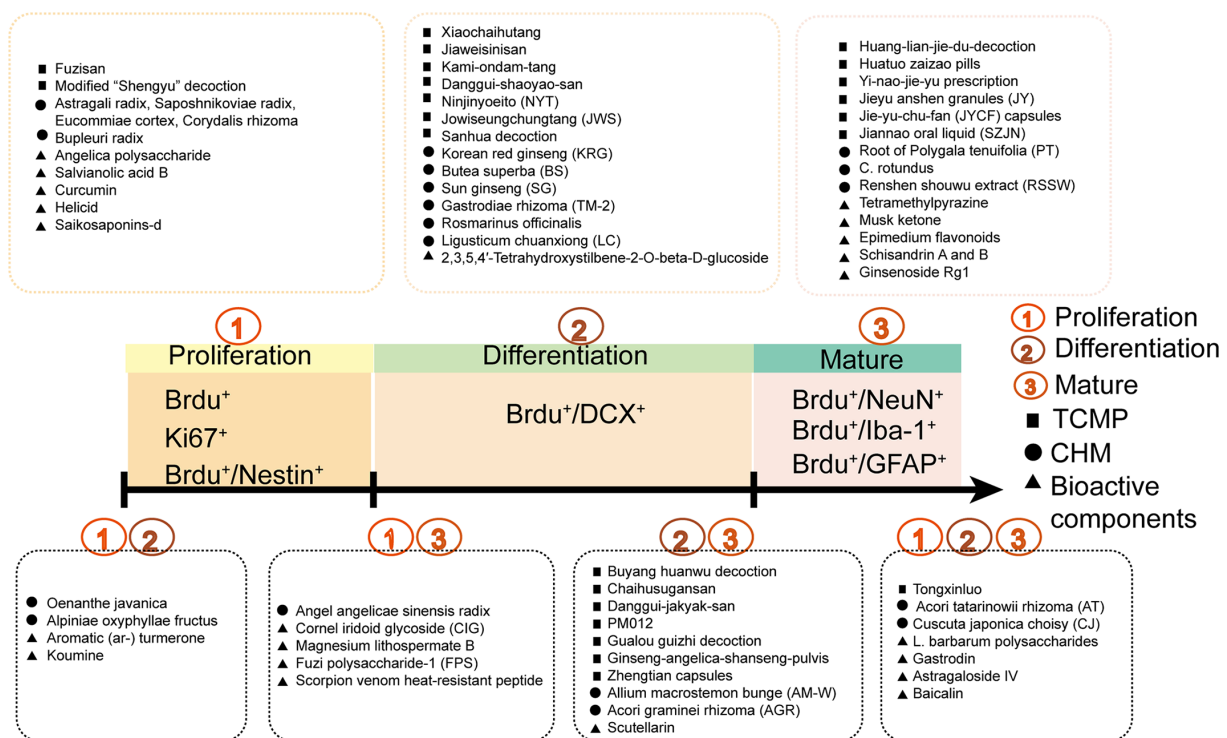 Fuzisan
Modified “Shengyu” decoction
Astragali radix, Saposhnikoviae radix,
Eucommiae cortex, Corydalis rhizoma
Bupleuri radix
Angelica polysaccharide
Salvianolic acid B
Curcumin
Helicid
Saikosaponins-d
Xiaochaihutang
Jiaweisinisan
Kami-ondam-tang
Danggui-shaoyao-san
Ninjinyoeito (NYT)
Jowiseungchungtang (JWS)
Sanhua decoction
Korean red ginseng (KRG)
Butea superba (BS)
Sun ginseng (SG)
Gastrodiae rhizoma (TM-2)
Rosmarinus officinalis
Ligusticum chuanxiong (LC)
2,3,5,4′-Tetrahydroxystilbene-2-O-beta-D-glucoside
Huang-lian-jie-du-decoction
Huatuo zaizao pills
Yi-nao-jie-yu prescription
Jieyu anshen granules (JY)
Jie-yu-chu-fan (JYCF) capsules
Jiannao oral liquid (SZJN)
Root of Polygala tenuifolia (PT)
C. rotundus
Renshen shouwu extract (RSSW)
Tetramethylpyrazine
Musk ketone
Epimedium flavonoids
Schisandrin A and B
Ginsenoside Rg1
1
2
3
Proliferation
Differentiation
Mature
Brdu⁺
Ki67⁺
Brdu⁺/Nestin⁺
Brdu⁺/DCX⁺
Brdu⁺/NeuN⁺
Brdu⁺/Iba-1⁺
Brdu⁺/GFAP⁺
1 Proliferation
2 Differentiation
3 Mature
TCMP
CHM
Bioactive
components
1 2
Oenanthe javanica
Alpiniae oxyphyllae fructus
Aromatic (ar-) turmerone
Koumine
1 3
Angel angelicae sinensis radix
Cornel iridoid glycoside (CIG)
Magnesium lithospermate B
Fuzi polysaccharide-1 (FPS)
Scorpion venom heat-resistant peptide
2 3
Buyang huanwu decoction
Chaihusugansan
Danggui-jakyak-san
PM012
Gualou guizhi decoction
Ginseng-angelica-shanseng-pulvis
Zhengtian capsules
Allium macrostemon bunge (AM-W)
Acori graminei rhizoma (AGR)
Scutellarin
1 2 3
Tongxinluo
Acori tatarinowii rhizoma (AT)
Cuscuta japonica choisy (CJ)
L. barbarum polysaccharides
Gastrodin
Astragaloside IV
Baicalin